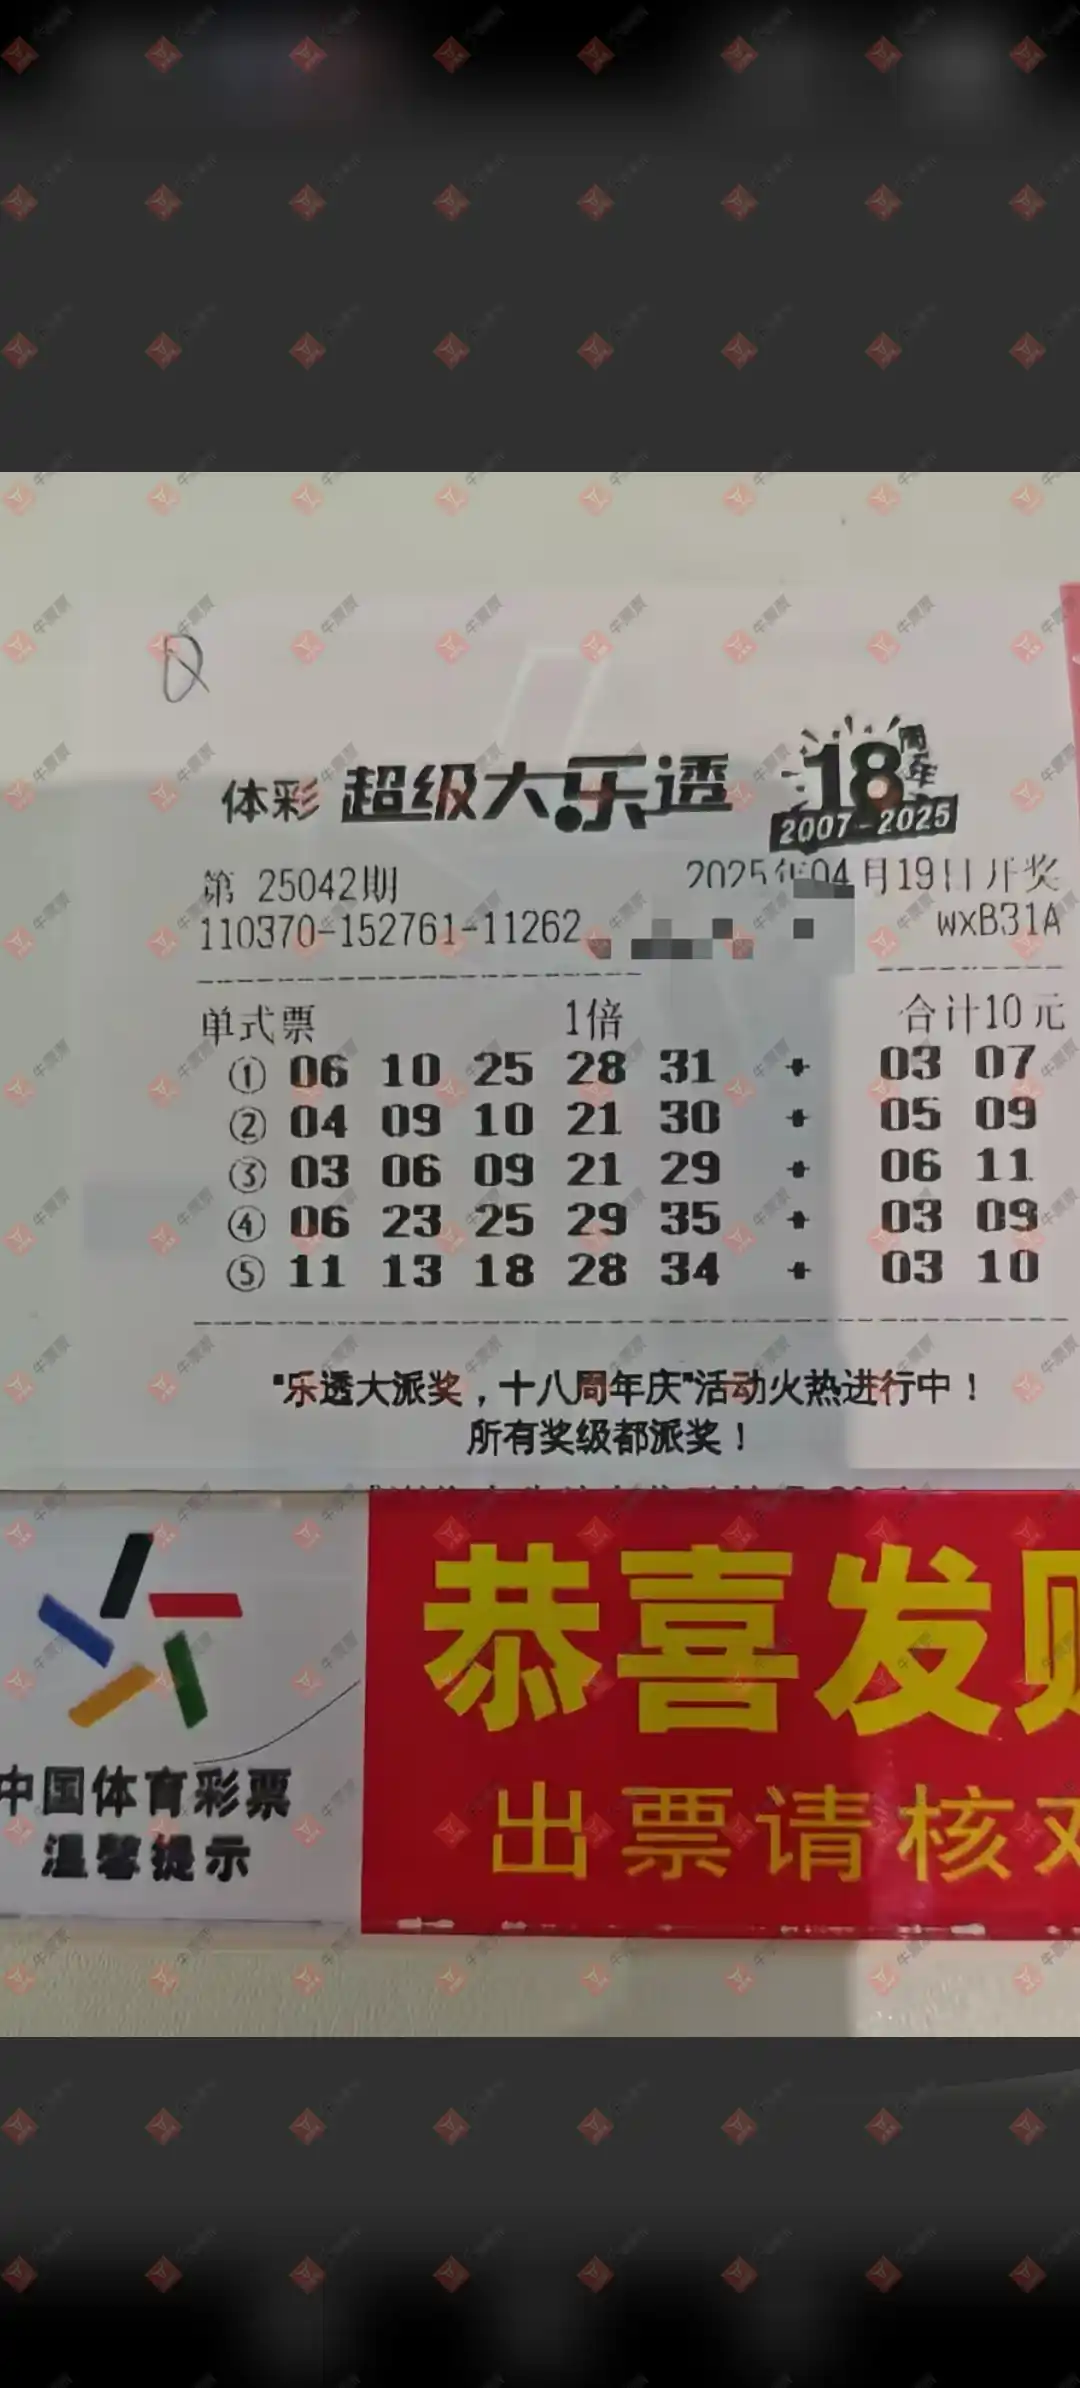 体彩 超级大乐透 18周年
2007-2025
第 25042期 2025年04月19日开奖
110370-152761-11262 wxB31A
单式票 1倍 合计10元
① 06 10 25 28 31 + 03 07
② 04 09 10 21 30 + 05 09
③ 03 06 09 21 29 + 06 11
④ 06 23 25 29 35 + 03 09
⑤ 11 13 18 28 34 + 03 10
"乐透大派奖，十八周年庆"活动火热进行中！
所有奖级都派奖！
恭喜发
中国体育彩票
温馨提示
出票请核
牛票票